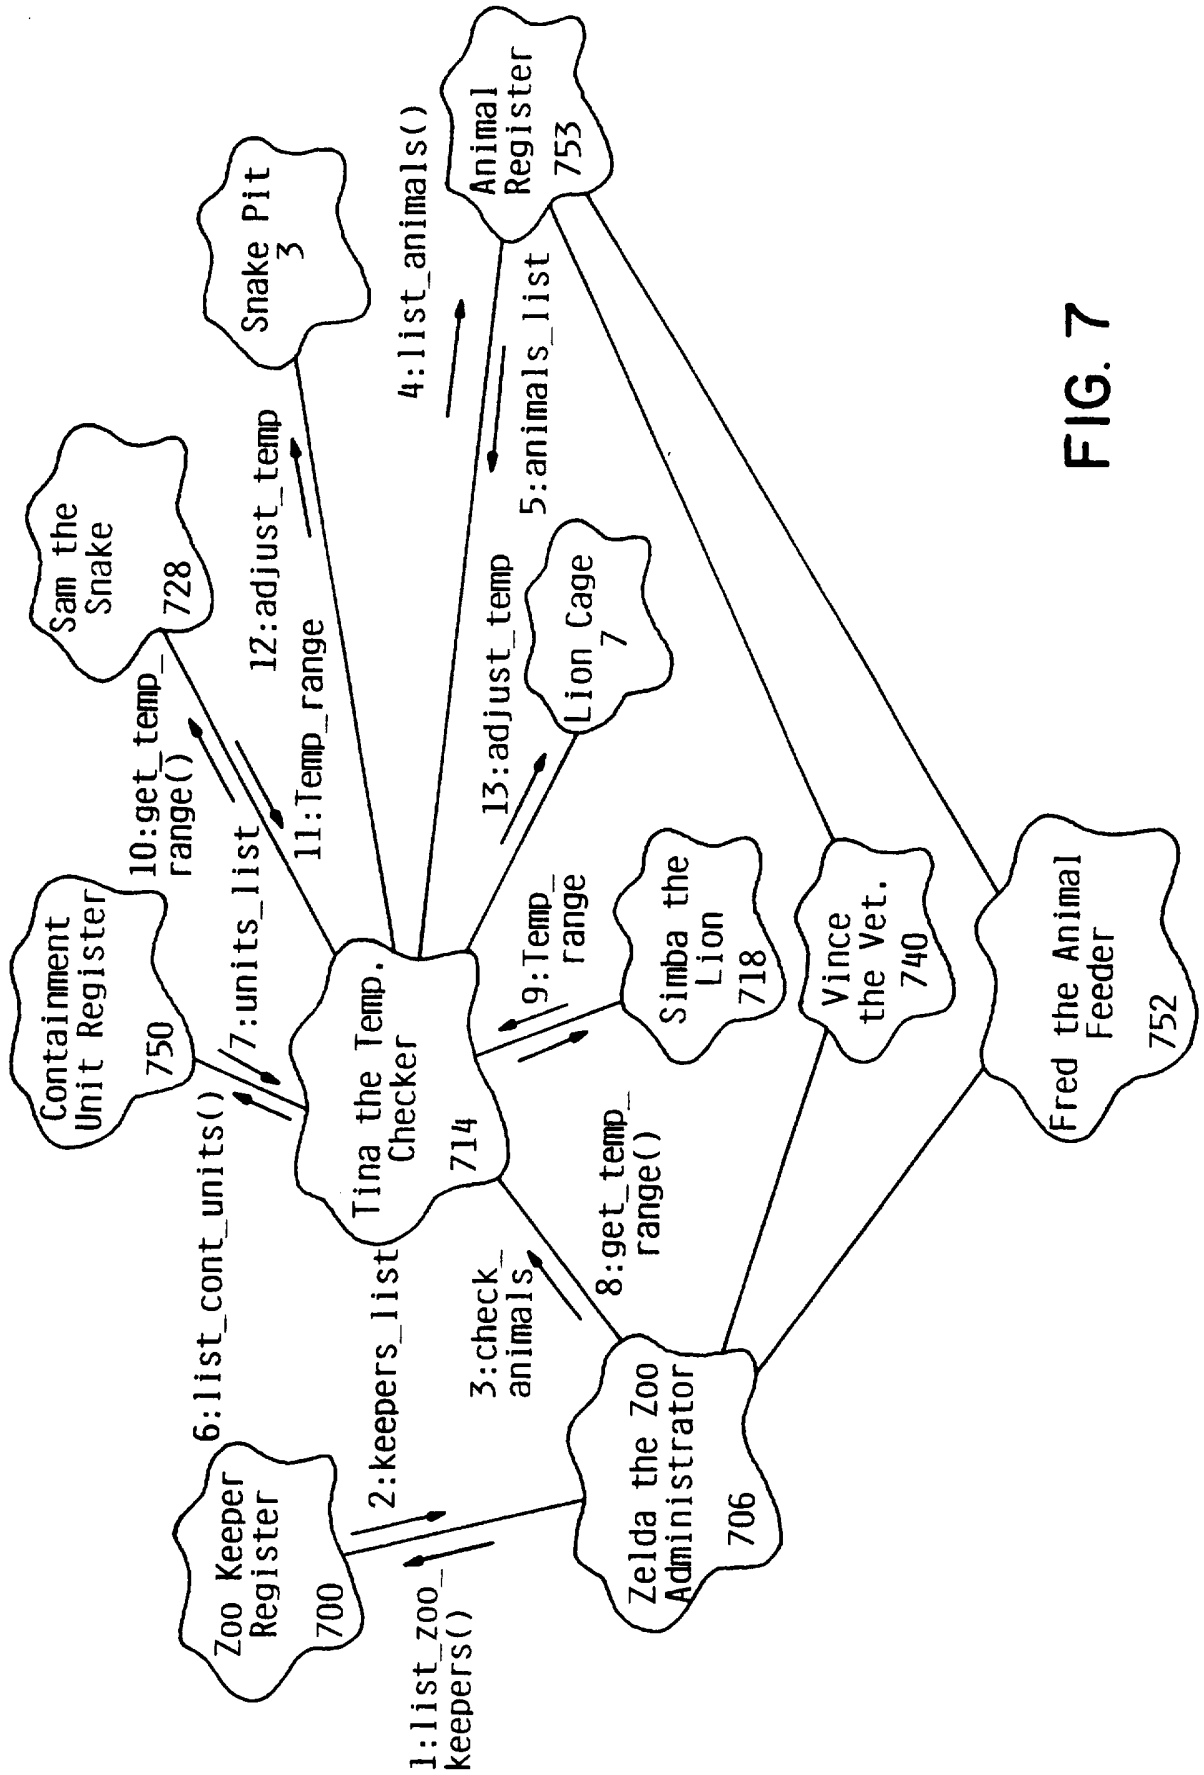 1:list_zoo_
keepers()
Zoo Keeper
Register
700
2:keepers_list
6:list_cont_units()
Containment
Unit Register
750
7:units_list
10:get_temp_
range()
Sam the
Snake
728
11:Temp_range
12:adjust_temp
Snake Pit
3
4:list_animals()
Animal
Register
753
5:animals_list
13:adjust_temp
Lion Cage
7
Tina the Temp.
Checker
714
3:check_
animals
8:get_temp_
range()
9:Temp_
range
Simba the
Lion
718
Zelda the Zoo
Administrator
706
Vince
the Vet.
740
Fred the Animal
Feeder
752
FIG. 7